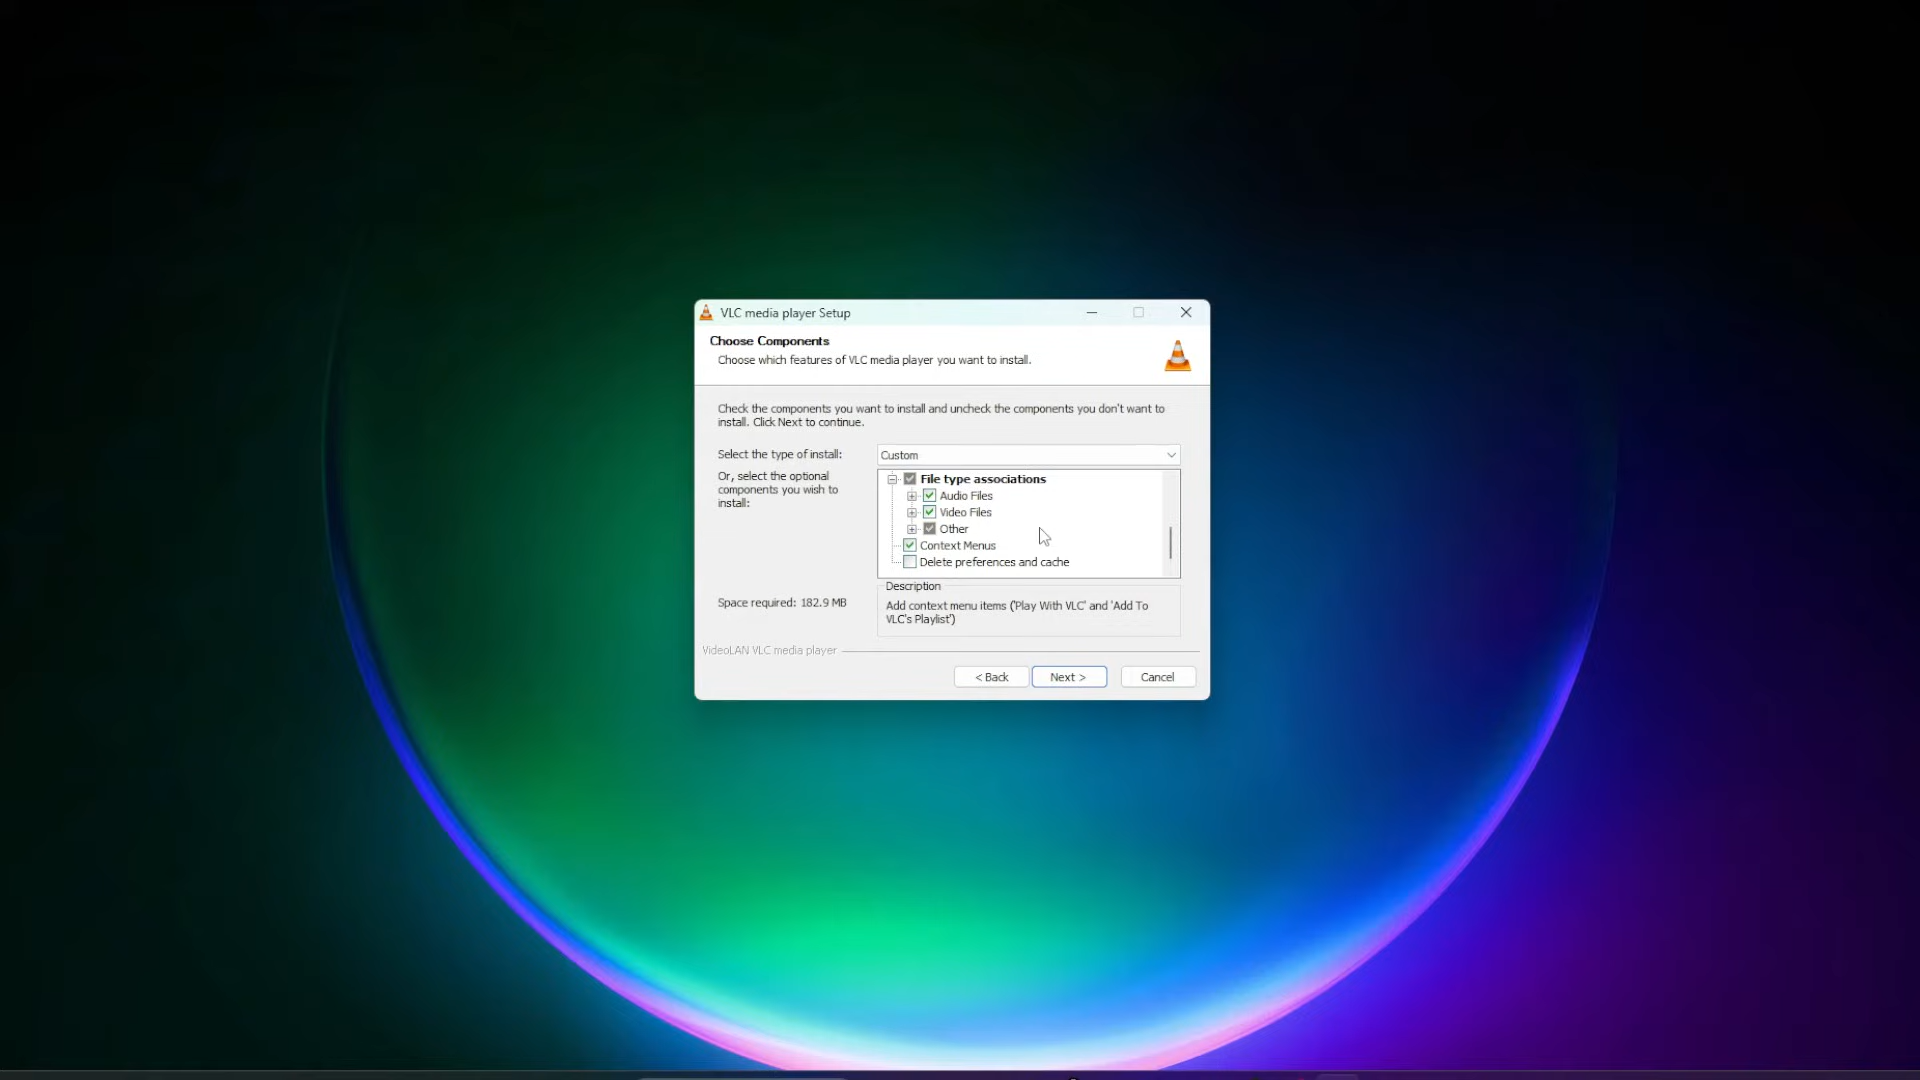 VLC media player Setup
Choose Components
Choose which features of VLC media player you want to install.
Check the components you want to install and uncheck the components you don't want to
install. Click Next to continue.
Select the type of install:
Custom
Or, select the optional
components you wish to
install:
File type associations
Audio Files
Video Files
Other
Context Menus
Delete preferences and cache
Space required: 182.9 MB
Description
Add context menu items ('Play With VLC' and 'Add To
VLC's Playlist')
VideoLAN VLC media player
< Back
Next >
Cancel